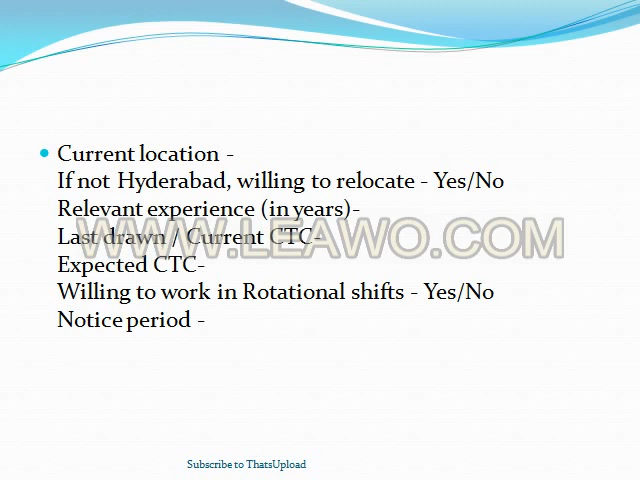 Current location -
If not Hyderabad, willing to relocate - Yes/No
Relevant experience (in years)-
Last drawn / Current CTC-
WWW.LEAWO.COM
Expected CTC-
Willing to work in Rotational shifts - Yes/No
Notice period -
Subscribe to ThatsUpload